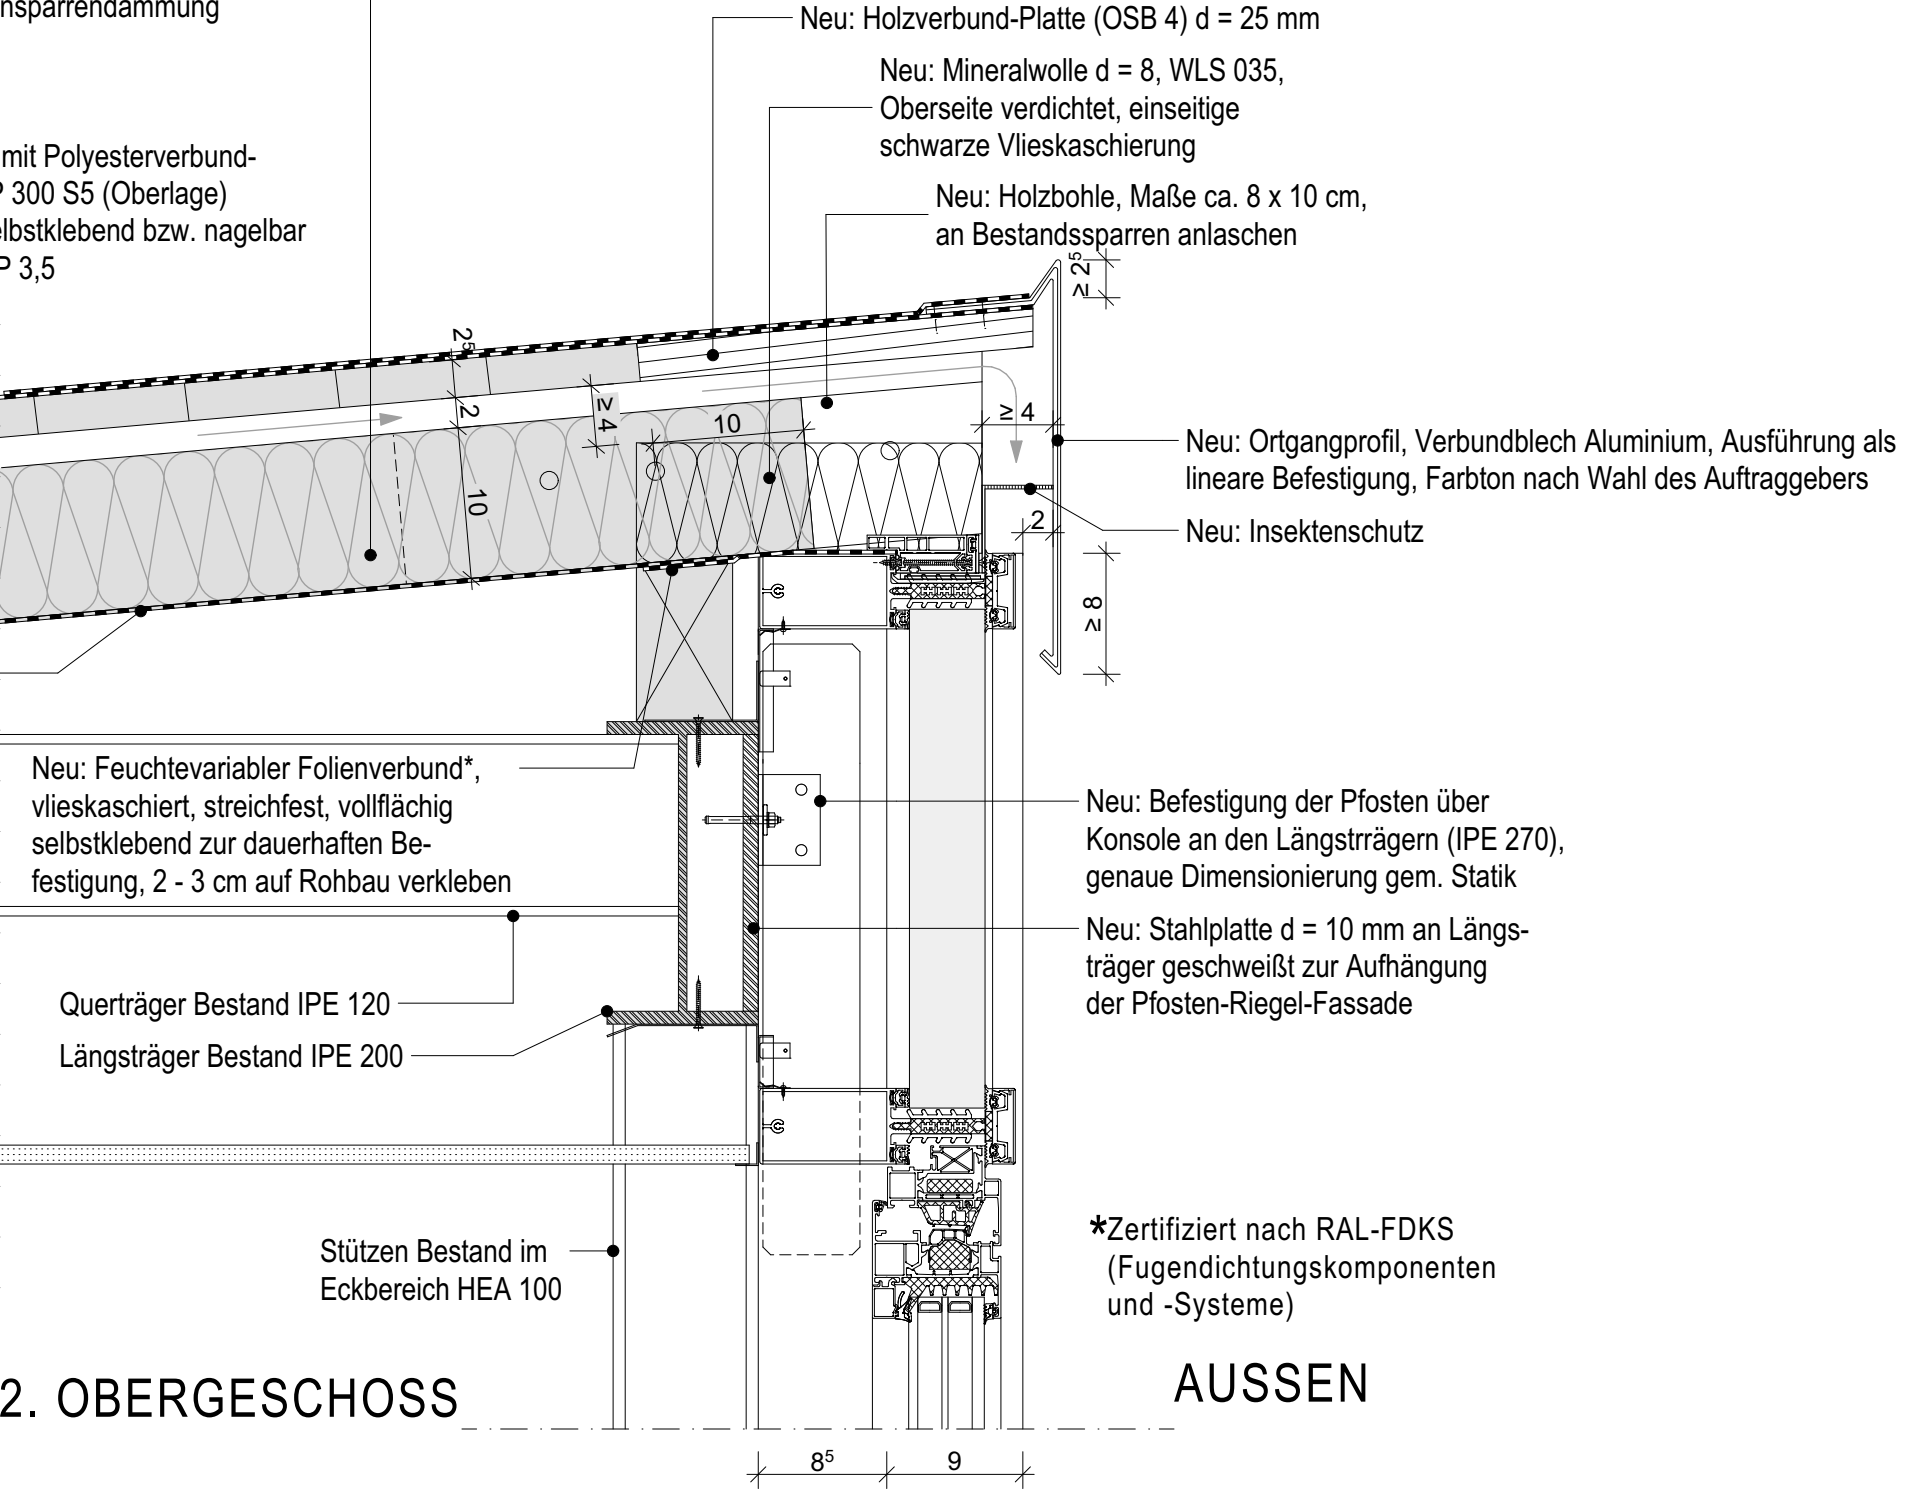 nsparrendämmung
Neu: Holzverbund-Platte (OSB 4) d = 25 mm
Neu: Mineralwolle d = 8, WLS 035,
Oberseite verdichtet, einseitige
schwarze Vlieskaschierung
mit Polyesterverbund-
P 300 S5 (Oberlage)
elbstklebend bzw. nagelbar
P 3,5
Neu: Holzbohle, Maße ca. 8 x 10 cm,
an Bestandssparren anlaschen
≥ 2⁵
2⁵
2
≥ 4
10
10
≥ 4
Neu: Ortgangprofil, Verbundblech Aluminium, Ausführung als
lineare Befestigung, Farbton nach Wahl des Auftraggebers
2
Neu: Insektenschutz
≥ 8
Neu: Feuchtevariabler Folienverbund*,
vlieskaschiert, streichfest, vollflächig
selbstklebend zur dauerhaften Be-
festigung, 2 - 3 cm auf Rohbau verkleben
Neu: Befestigung der Pfosten über
Konsole an den Längstrrägern (IPE 270),
genaue Dimensionierung gem. Statik
Neu: Stahlplatte d = 10 mm an Längs-
träger geschweißt zur Aufhängung
der Pfosten-Riegel-Fassade
Querträger Bestand IPE 120
Längsträger Bestand IPE 200
Stützen Bestand im
Eckbereich HEA 100
*Zertifiziert nach RAL-FDKS
(Fugendichtungskomponenten
und -Systeme)
2. OBERGESCHOSS
AUSSEN
8⁵
9